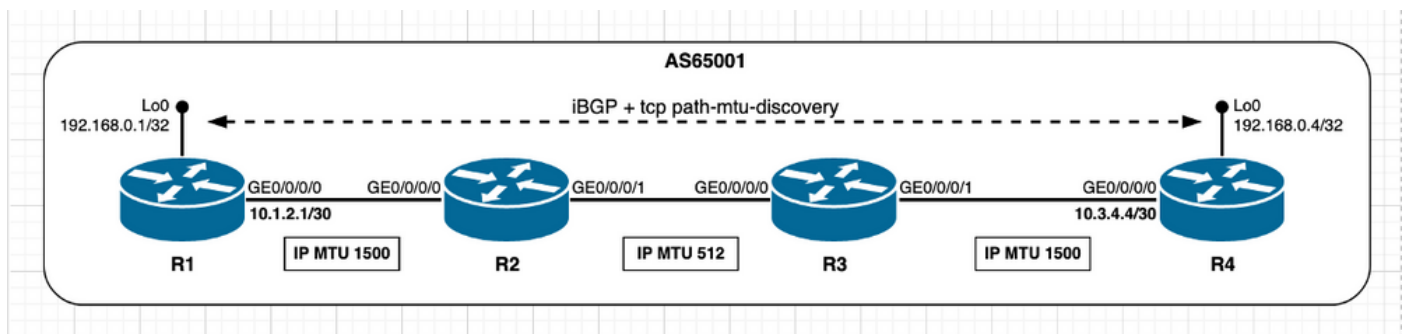 AS65001
iBGP + tcp path-mtu-discovery
Lo0
192.168.0.1/32
Lo0
192.168.0.4/32
GE0/0/0/0
GE0/0/0/0
GE0/0/0/1
GE0/0/0/0
GE0/0/0/1
GE0/0/0/0
10.1.2.1/30
10.3.4.4/30
IP MTU 1500
IP MTU 512
IP MTU 1500
R1
R2
R3
R4